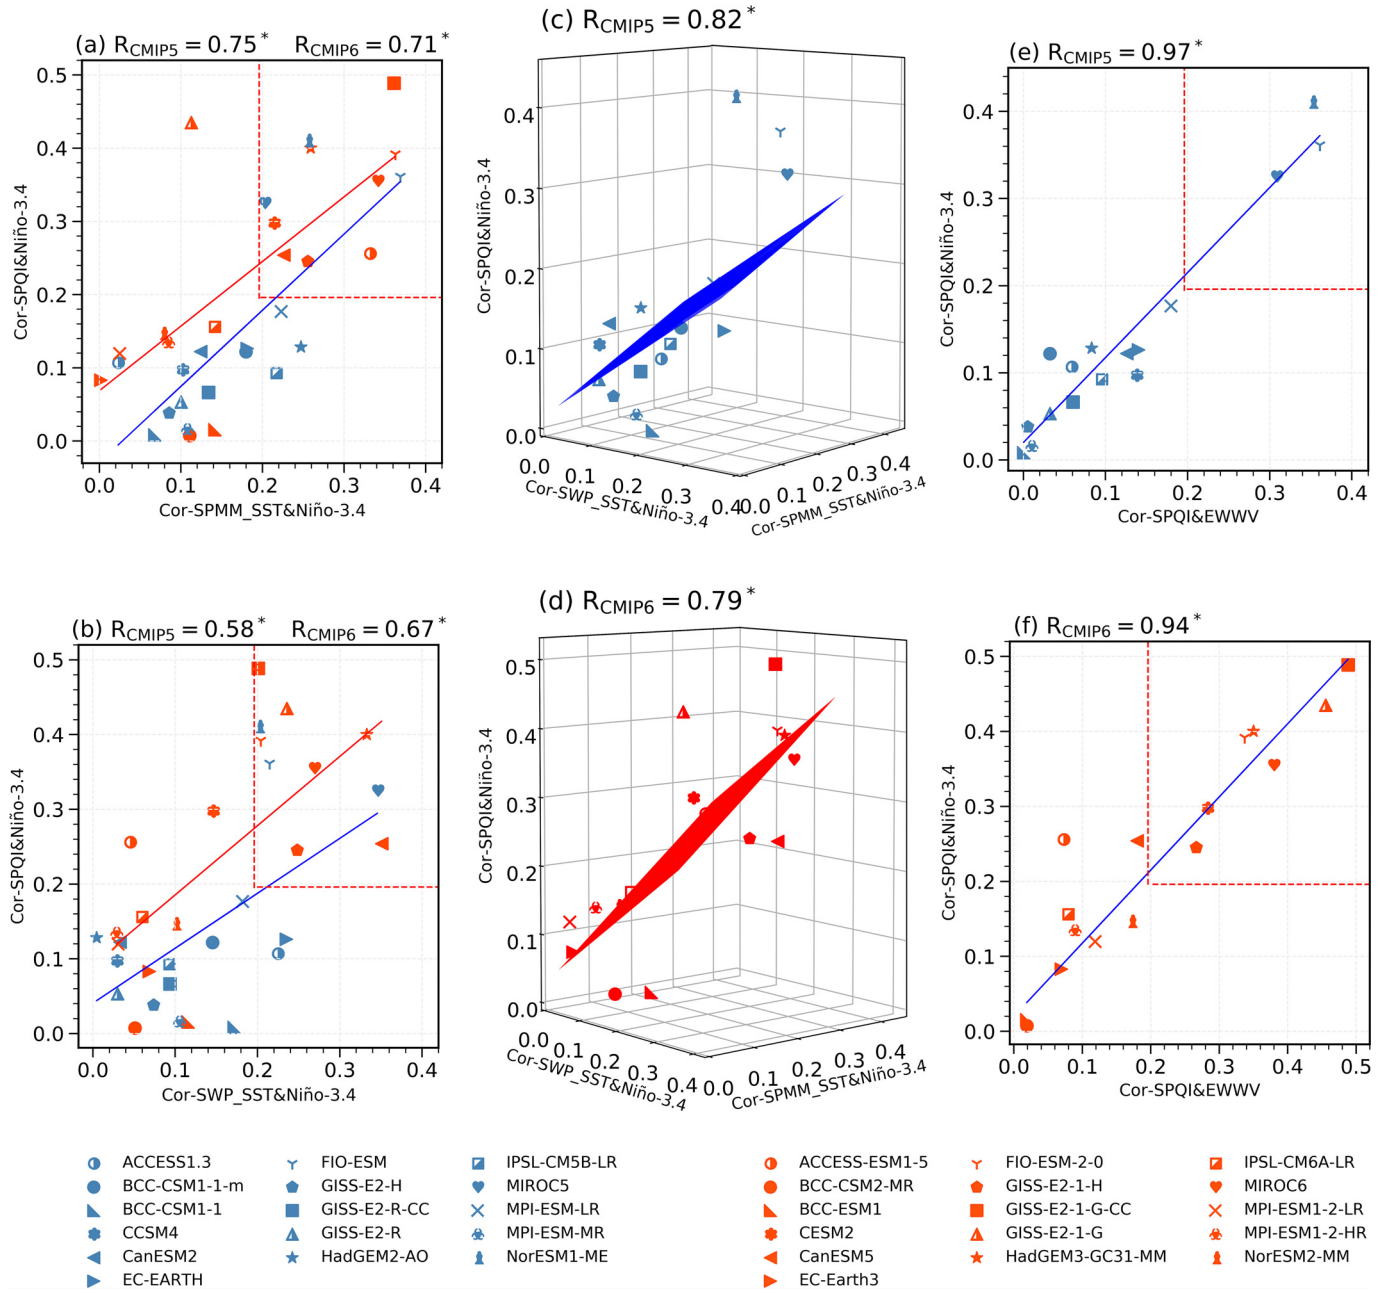 (a) R_CMIP5 = 0.75* R_CMIP6 = 0.71*
Cor-SPQI&Niño-3.4
0.5
0.4
0.3
0.2
0.1
0.0
0.0 0.1 0.2 0.3 0.4
Cor-SPMM_SST&Niño-3.4
(c) R_CMIP5 = 0.82*
Cor-SPQI&Niño-3.4
0.4
0.3
0.2
0.1
0.0
0.0 0.1 0.2 0.3 0.4
Cor-SWP_SST&Niño-3.4
0.0 0.1 0.2 0.3 0.4
Cor-SPMM_SST&Niño-3.4
(e) R_CMIP5 = 0.97*
Cor-SPQI&Niño-3.4
0.4
0.3
0.2
0.1
0.0
0.0 0.1 0.2 0.3 0.4
Cor-SPQI&EWWV
(b) R_CMIP5 = 0.58* R_CMIP6 = 0.67*
Cor-SPQI&Niño-3.4
0.5
0.4
0.3
0.2
0.1
0.0
0.0 0.1 0.2 0.3 0.4
Cor-SWP_SST&Niño-3.4
(d) R_CMIP6 = 0.79*
Cor-SPQI&Niño-3.4
0.5
0.4
0.3
0.2
0.1
0.0
0.0 0.1 0.2 0.3 0.4
Cor-SWP_SST&Niño-3.4
0.0 0.1 0.2 0.3 0.4
Cor-SPMM_SST&Niño-3.4
(f) R_CMIP6 = 0.94*
Cor-SPQI&Niño-3.4
0.5
0.4
0.3
0.2
0.1
0.0
0.0 0.1 0.2 0.3 0.4 0.5
Cor-SPQI&EWWV
ACCESS1.3
BCC-CSM1-1-m
BCC-CSM1-1
CCSM4
CanESM2
EC-EARTH
FIO-ESM
GISS-E2-H
GISS-E2-R-CC
GISS-E2-R
HadGEM2-AO
IPSL-CM5B-LR
MIROC5
MPI-ESM-LR
MPI-ESM-MR
NorESM1-ME
ACCESS-ESM1-5
BCC-CSM2-MR
BCC-ESM1
CESM2
CanESM5
EC-Earth3
FIO-ESM-2-0
GISS-E2-1-H
GISS-E2-1-G-CC
GISS-E2-1-G
HadGEM3-GC31-MM
IPSL-CM6A-LR
MIROC6
MPI-ESM1-2-LR
MPI-ESM1-2-HR
NorESM2-MM